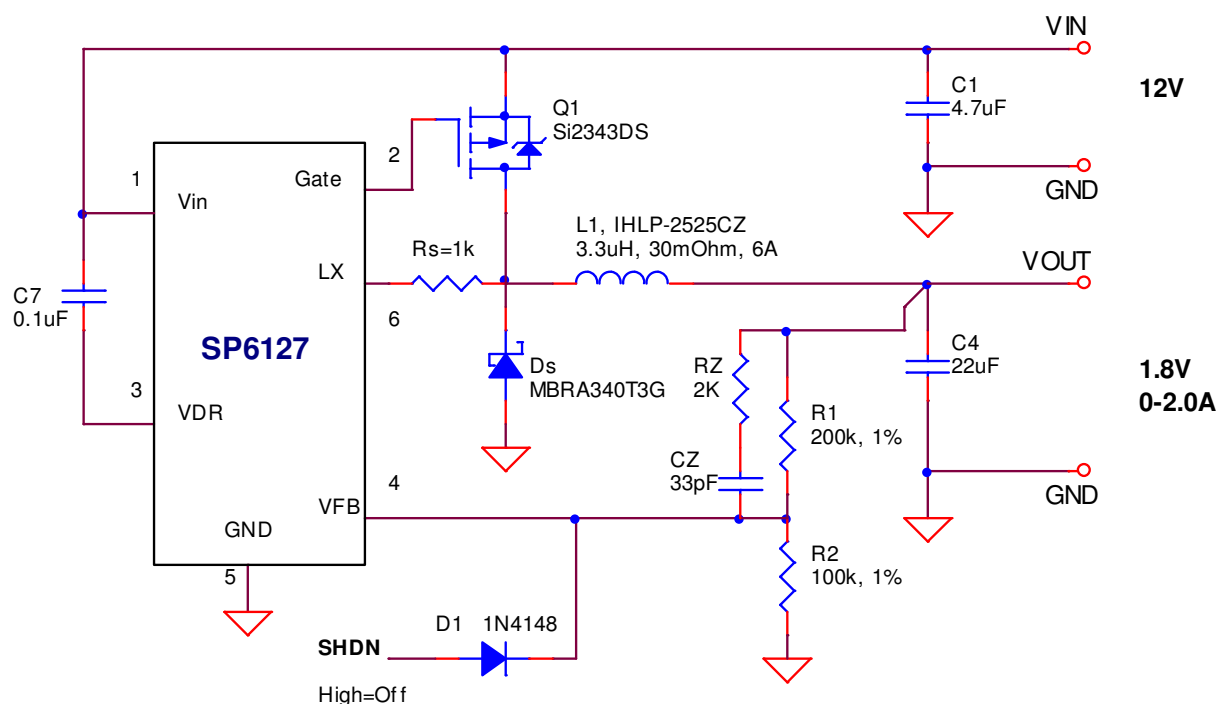 VIN
12V
C1
4.7uF
GND
Q1
Si2343DS
2
Gate
1
Vin
L1, IHLP-2525CZ
3.3uH, 30mOhm, 6A
Rs=1k
LX
6
VOUT
C7
0.1uF
SP6127
Ds
MBRA340T3G
RZ
2K
C4
22uF
1.8V
0-2.0A
3
VDR
R1
200k, 1%
CZ
33pF
4
VFB
GND
GND
5
R2
100k, 1%
D1 1N4148
SHDN
High=Off